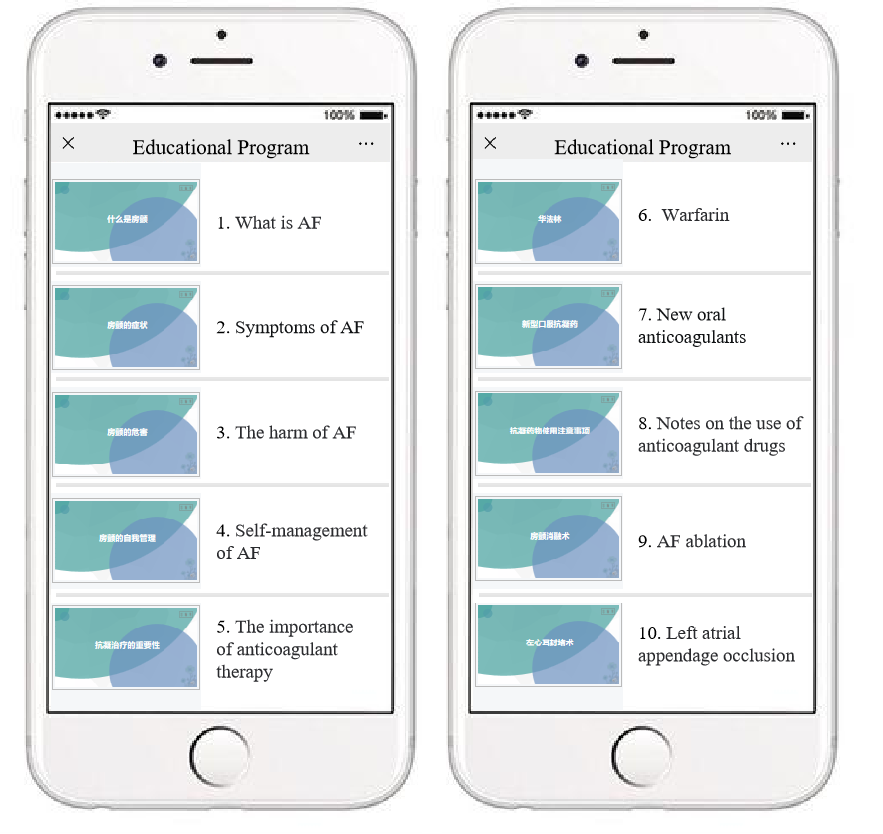 100%
Educational Program
什么是房颤
1. What is AF
房颤的症状
2. Symptoms of AF
房颤的危害
3. The harm of AF
房颤的自我管理
4. Self-management
of AF
抗凝治疗的重要性
5. The importance
of anticoagulant
therapy
100%
Educational Program
华法林
6. Warfarin
新型口服抗凝药
7. New oral
anticoagulants
抗凝药物使用注意事项
8. Notes on the use of
anticoagulant drugs
房颤消融术
9. AF ablation
左心耳封堵术
10. Left atrial
appendage occlusion